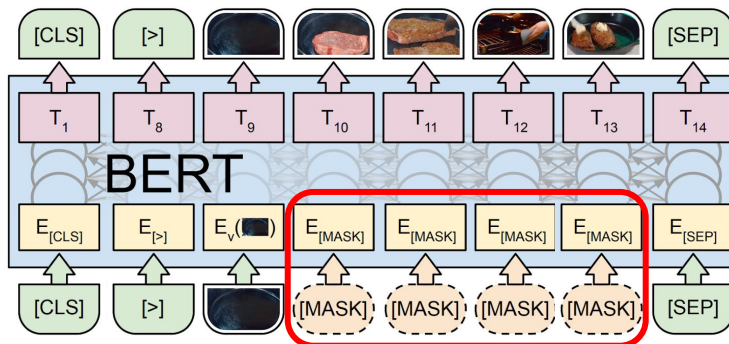 [CLS] [>] [SEP]
T1 T8 T9 T10 T11 T12 T13 T14
BERT
E[CLS] E[>] Ev( ) E[MASK] E[MASK] E[MASK] E[MASK] E[SEP]
[CLS] [>] [MASK] [MASK] [MASK] [MASK] [SEP]